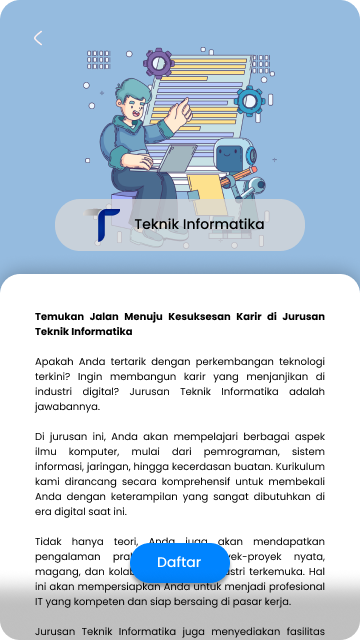 Teknik Informatika
Temukan Jalan Menuju Kesuksesan Karir di Jurusan
Teknik Informatika
Apakah Anda tertarik dengan perkembangan teknologi
terkini? Ingin membangun karir yang menjanjikan di
industri digital? Jurusan Teknik Informatika adalah
jawabannya.
Di jurusan ini, Anda akan mempelajari berbagai aspek
ilmu komputer, mulai dari pemrograman, sistem
informasi, jaringan, hingga kecerdasan buatan. Kurikulum
kami dirancang secara komprehensif untuk membekali
Anda dengan keterampilan yang sangat dibutuhkan di
era digital saat ini.
Tidak hanya teori, Anda juga akan mendapatkan
pengalaman nyata,
magang, dan terkemuka. Hal
Daftar
ini akan mempersiapkan Anda untuk menjadi profesional
IT yang kompeten dan siap bersaing di pasar kerja.
Jurusan Teknik Informatika juga menyediakan fasilitas